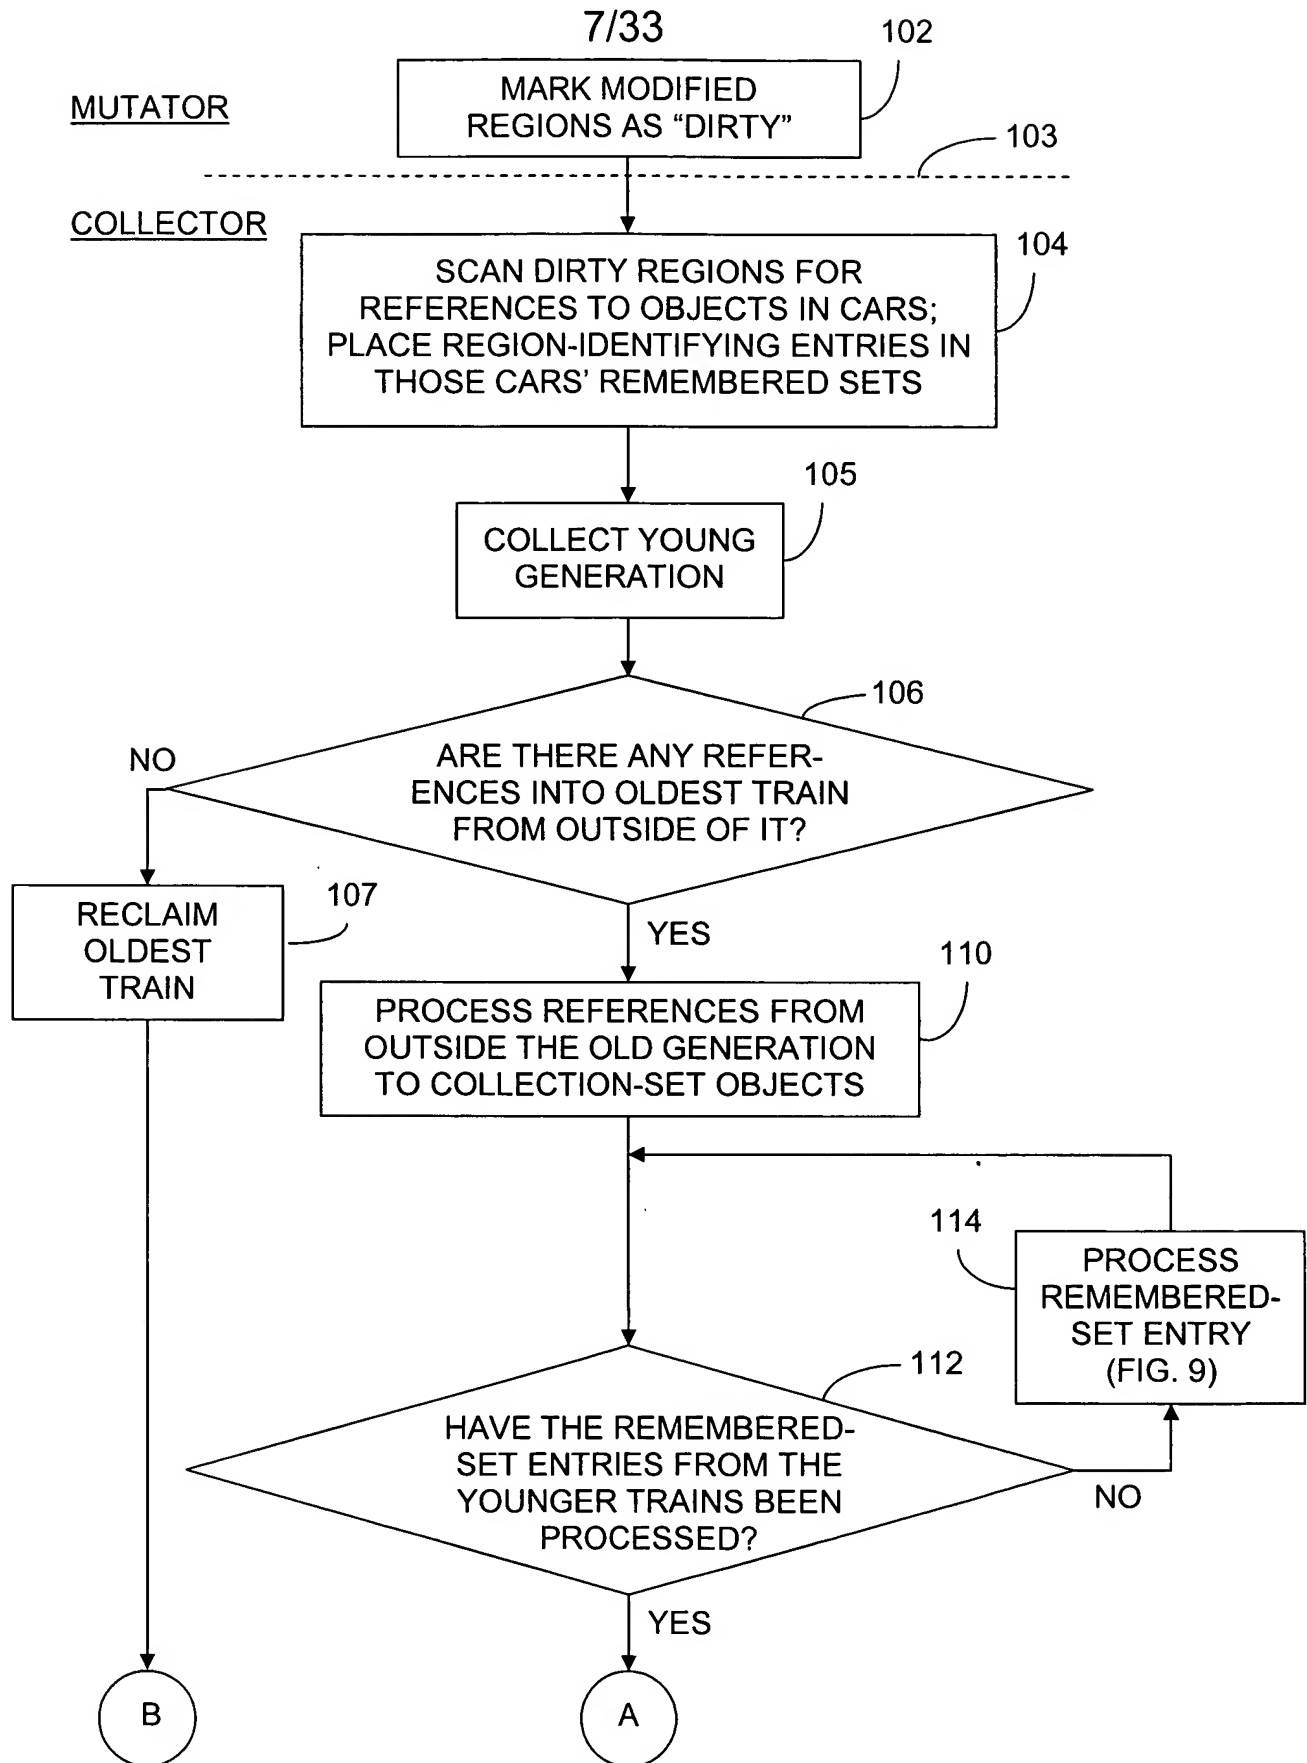 7/33
102
MARK MODIFIED
REGIONS AS “DIRTY”
MUTATOR
103
COLLECTOR
104
SCAN DIRTY REGIONS FOR
REFERENCES TO OBJECTS IN CARS;
PLACE REGION-IDENTIFYING ENTRIES IN
THOSE CARS’ REMEMBERED SETS
105
COLLECT YOUNG
GENERATION
106
NO
ARE THERE ANY REFER-
ENCES INTO OLDEST TRAIN
FROM OUTSIDE OF IT?
107
RECLAIM
OLDEST
TRAIN
YES
110
PROCESS REFERENCES FROM
OUTSIDE THE OLD GENERATION
TO COLLECTION-SET OBJECTS
114
PROCESS
REMEMBERED-
SET ENTRY
(FIG. 9)
112
HAVE THE REMEMBERED-
SET ENTRIES FROM THE
YOUNGER TRAINS BEEN
PROCESSED?
NO
YES
B
A